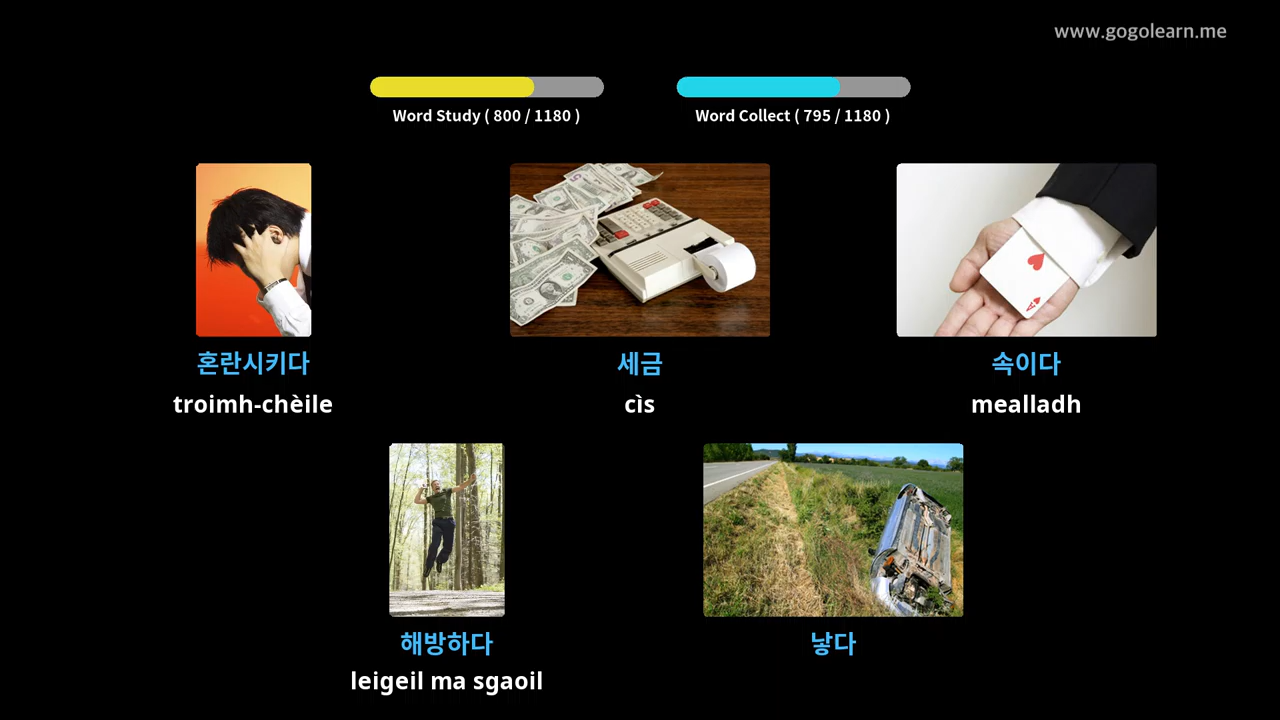 www.gogolearn.me
Word Study ( 800 / 1180 )
Word Collect ( 795 / 1180 )
혼란시키다
troimh-chèile
세금
cìs
속이다
mealladh
해방하다
leigeil ma sgaoil
낳다